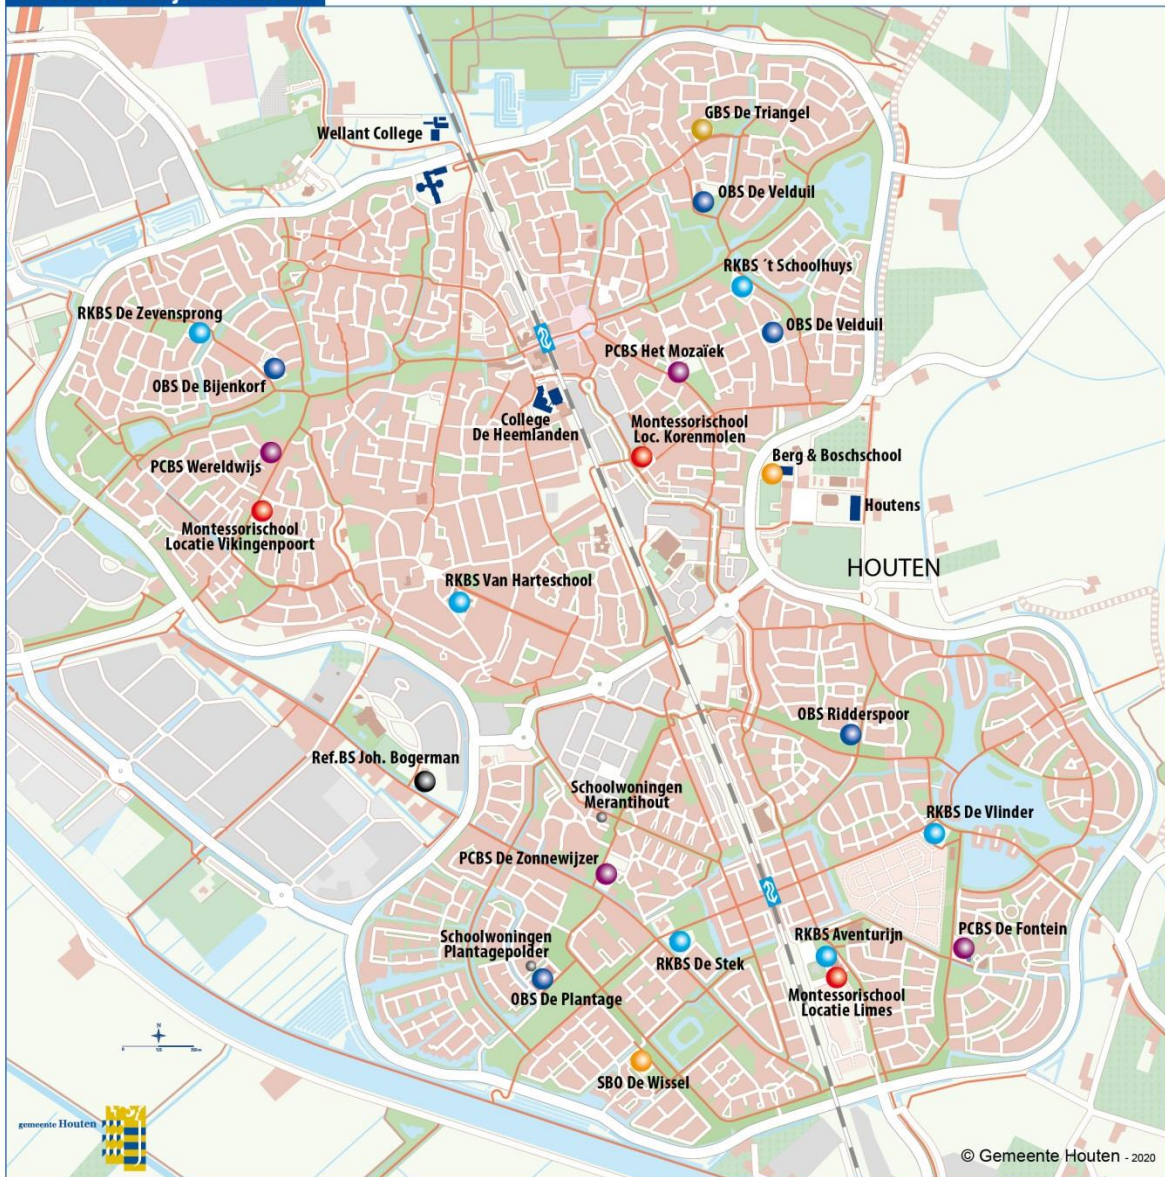 GBS De Triangel
Wellant College
OBS De Velduil
RKBS ´t Schoolhuys
RKBS De Zevensprong
OBS De Velduil
PCBS Het Mozaïek
OBS De Bijenkorf
College
De Heemlanden
Montessorischool
Loc. Korenmolen
PCBS Wereldwijs
Berg & Boschschool
Houtens
Montessorischool
Locatie Vikingenpoort
HOUTEN
RKBS Van Harteschool
OBS Ridderspoor
Ref.BS Joh. Bogerman
Schoolwoningen
Merantihout
RKBS De Vlinder
PCBS De Zonnewijzer
Schoolwoningen
Plantagepolder
RKBS De Stek
RKBS Aventurijn
PCBS De Fontein
OBS De Plantage
Montessorischool
Locatie Limes
N
SBO De Wissel
gemeente Houten
© Gemeente Houten - 2020